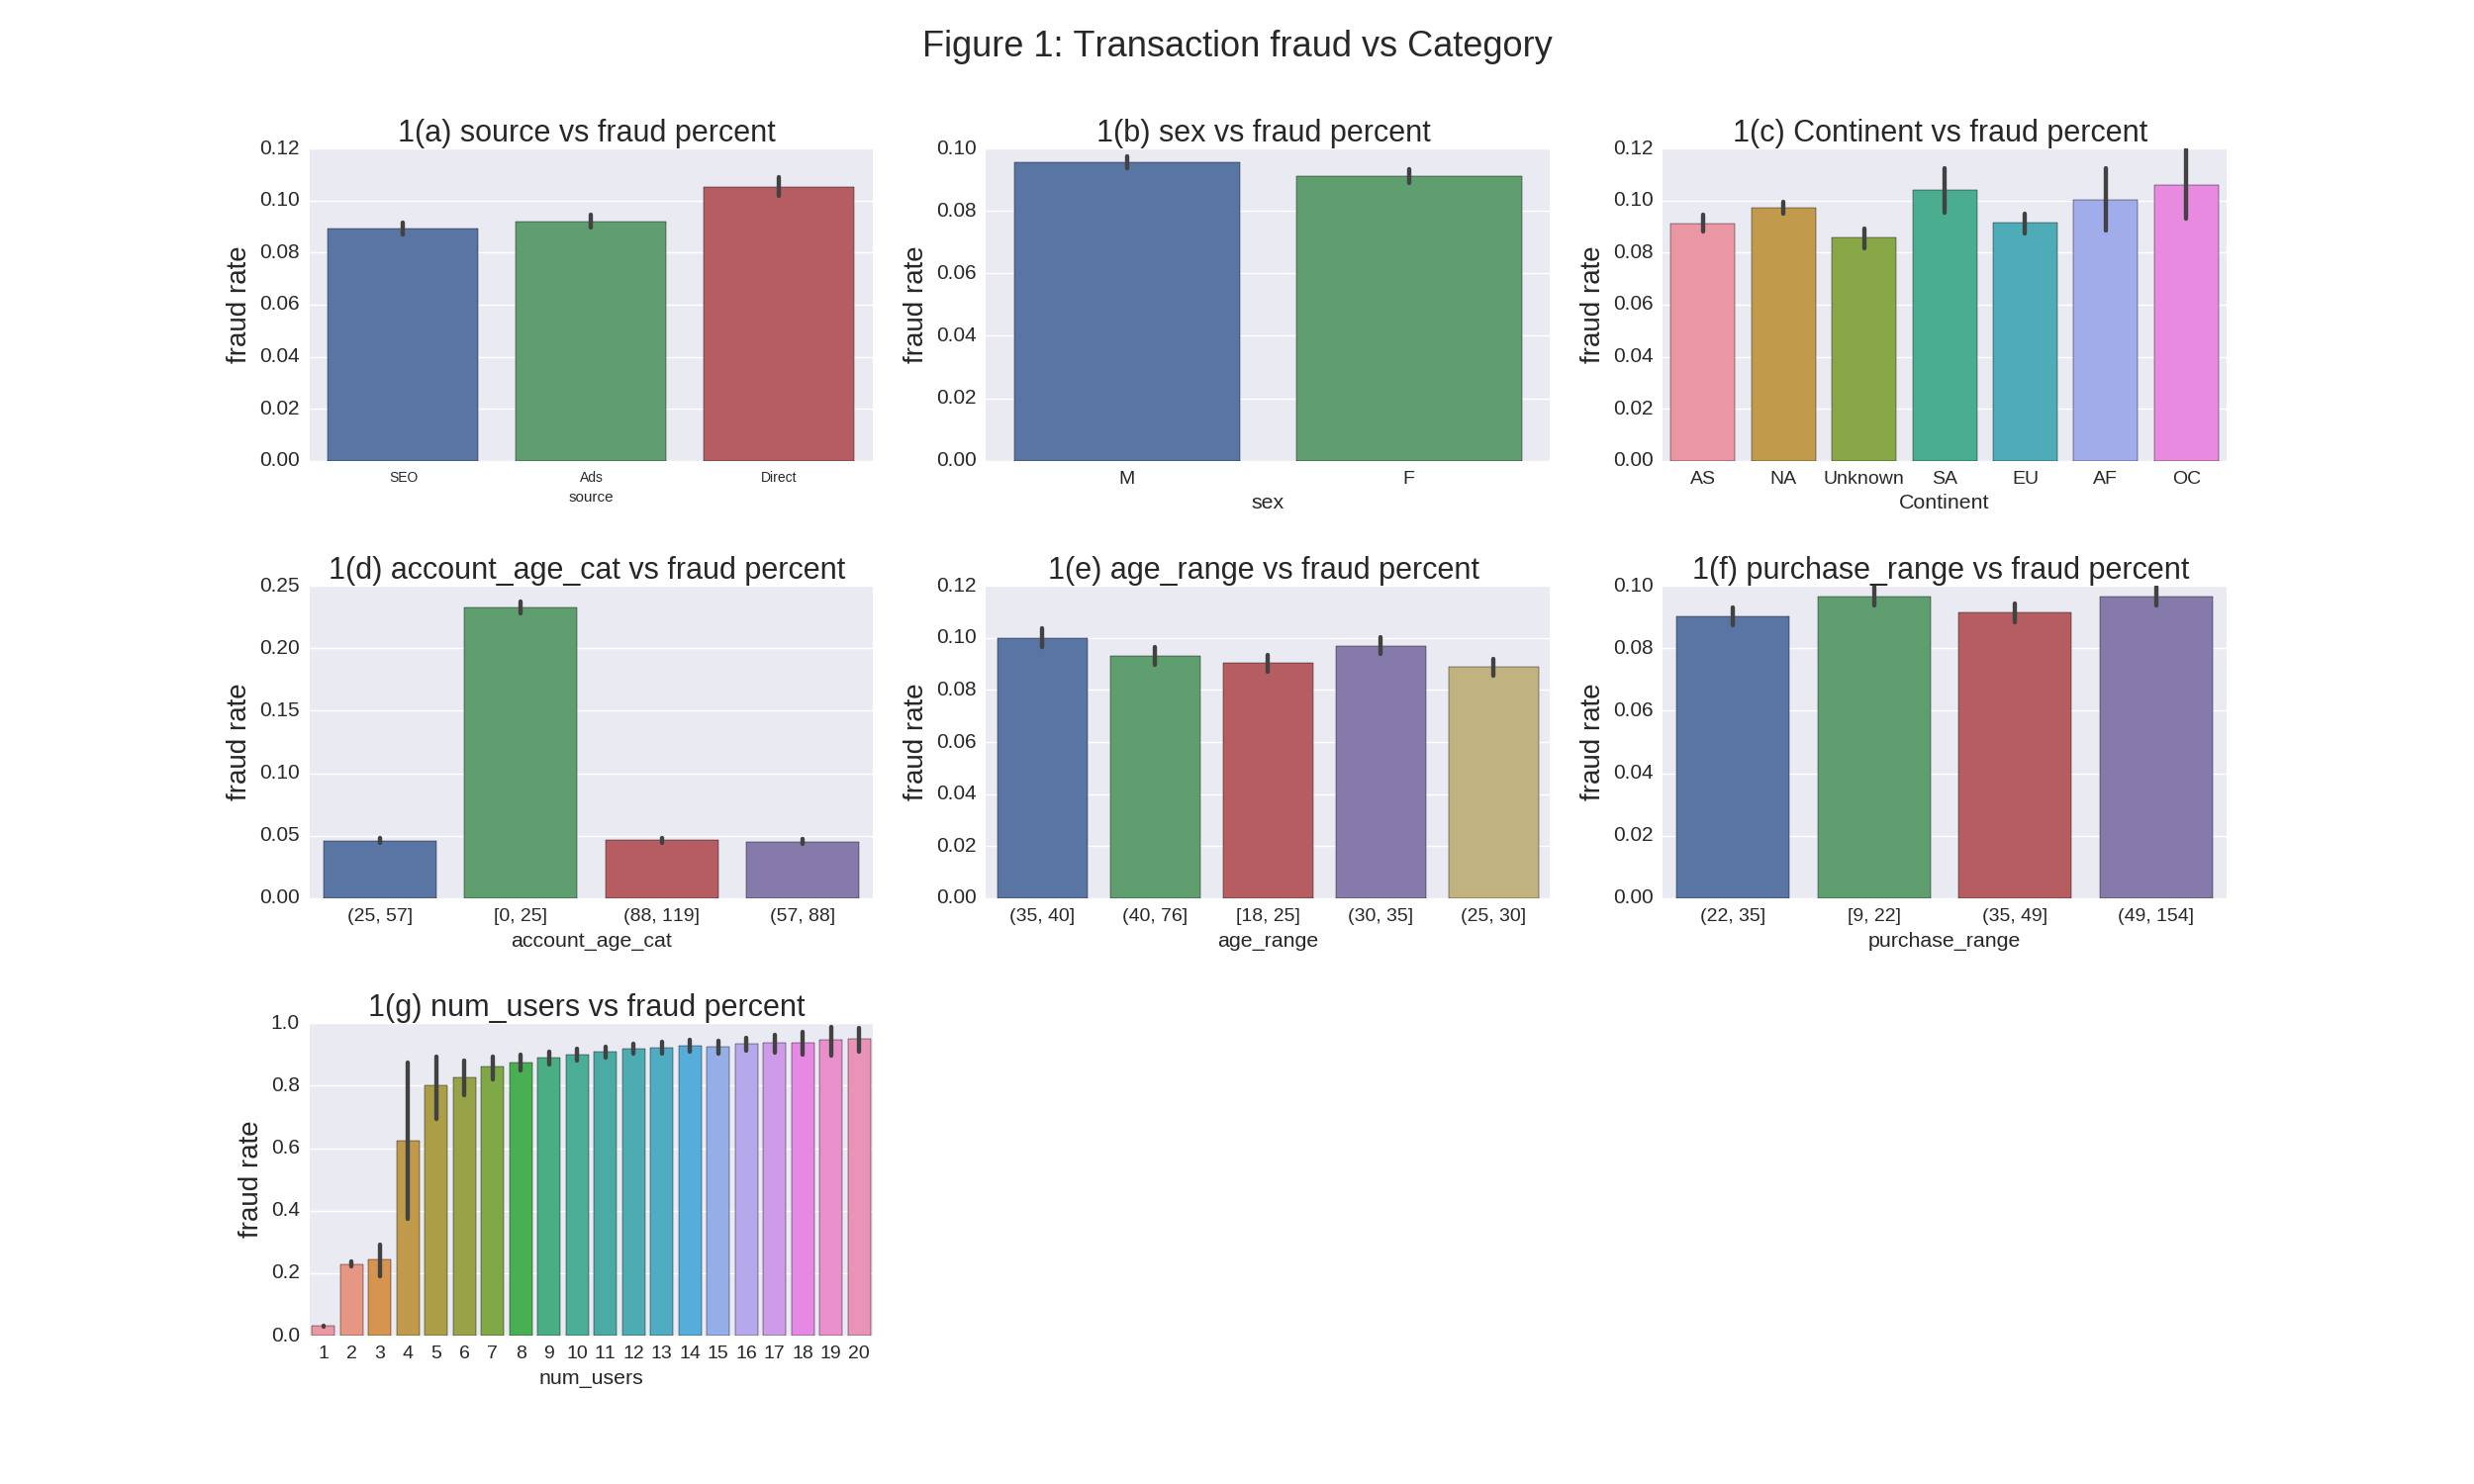 Figure 1: Transaction fraud vs Category
1(a) source vs fraud percent
0.12
0.10
0.08
0.06
0.04
0.02
0.00
fraud rate
SEO Ads Direct
source
1(b) sex vs fraud percent
0.10
0.08
0.06
0.04
0.02
0.00
fraud rate
M F
sex
1(c) Continent vs fraud percent
0.12
0.10
0.08
0.06
0.04
0.02
0.00
fraud rate
AS NA Unknown SA EU AF OC
Continent
1(d) account_age_cat vs fraud percent
0.25
0.20
0.15
0.10
0.05
0.00
fraud rate
(25, 57] [0, 25] (88, 119] (57, 88]
account_age_cat
1(e) age_range vs fraud percent
0.12
0.10
0.08
0.06
0.04
0.02
0.00
fraud rate
(35, 40] (40, 76] [18, 25] (30, 35] (25, 30]
age_range
1(f) purchase_range vs fraud percent
0.10
0.08
0.06
0.04
0.02
0.00
fraud rate
(22, 35] [9, 22] (35, 49] (49, 154]
purchase_range
1(g) num_users vs fraud percent
1.0
0.8
0.6
0.4
0.2
0.0
fraud rate
1 2 3 4 5 6 7 8 9 10 11 12 13 14 15 16 17 18 19 20
num_users